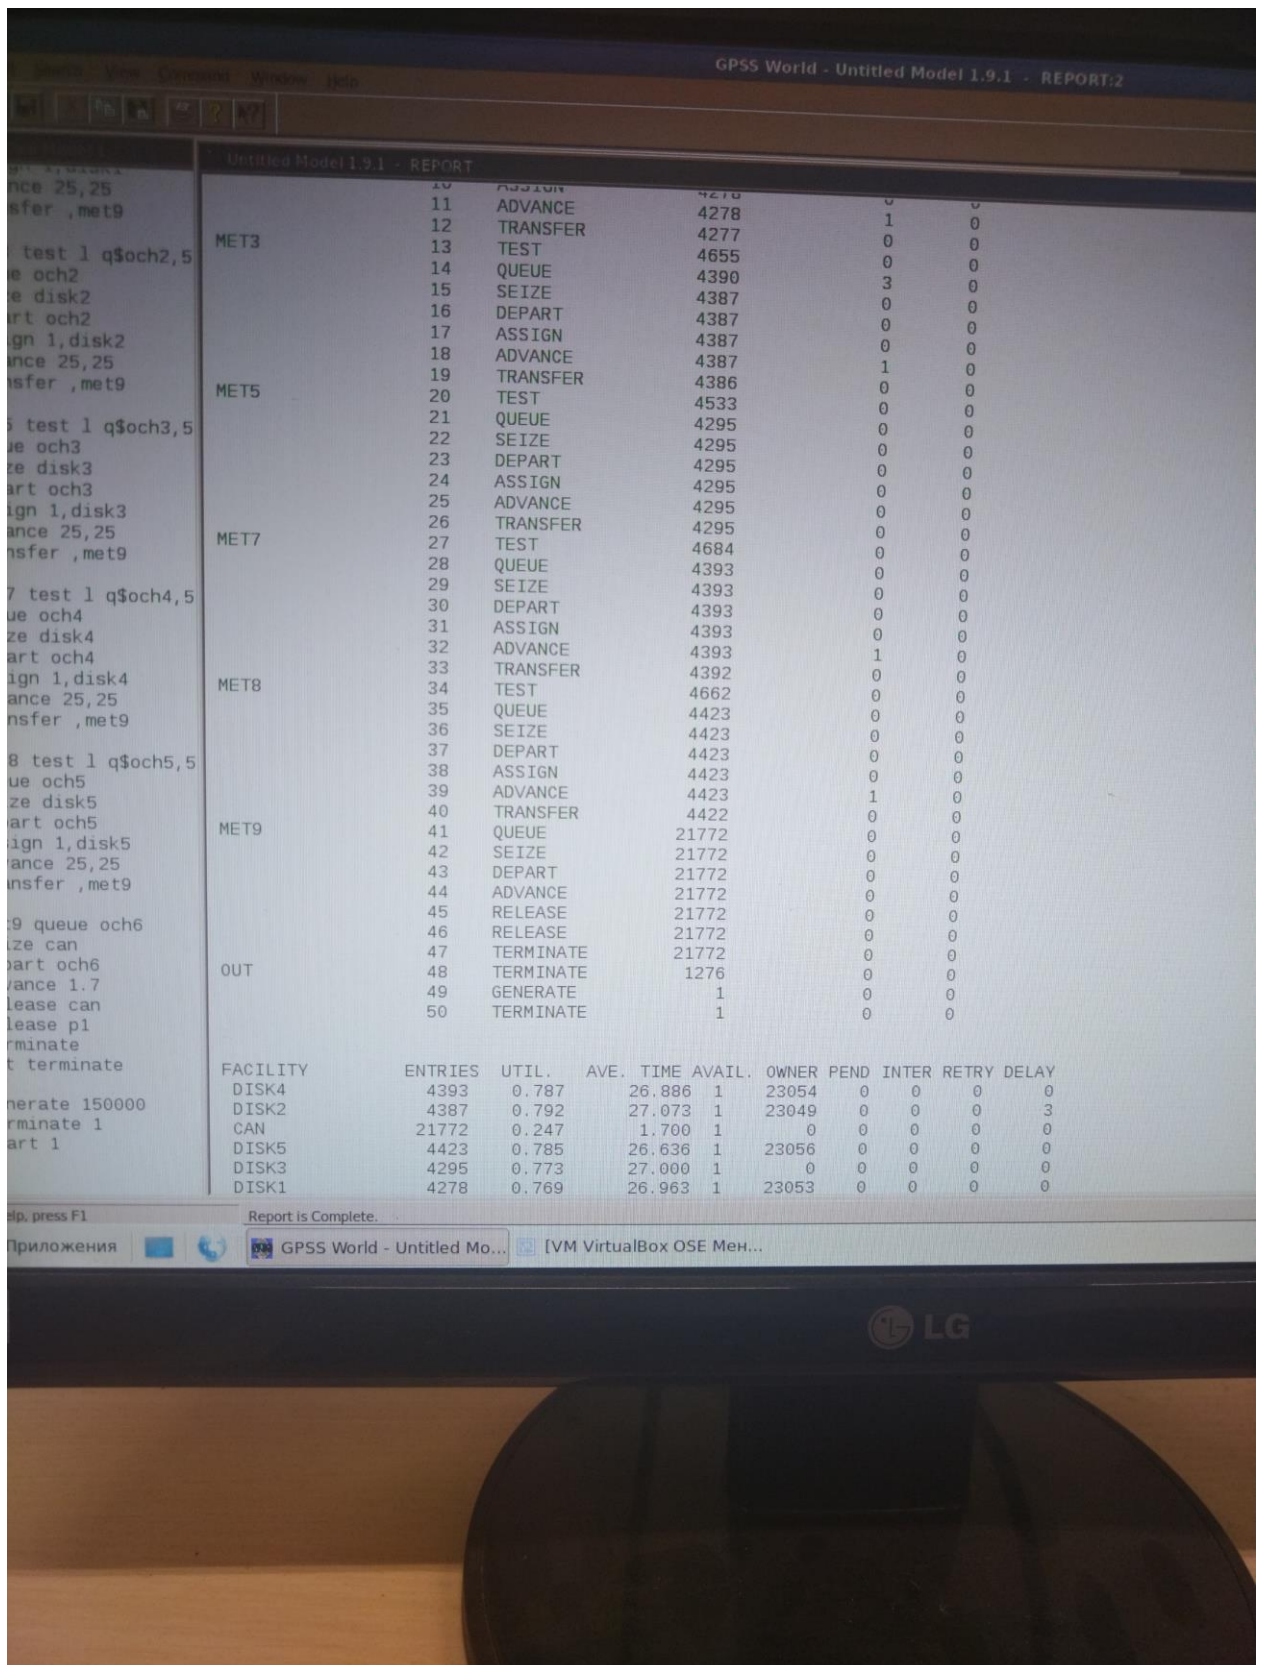 Search View Command Window Help
GPSS World - Untitled Model 1.9.1 - REPORT:2
Untitled Model 1.9.1 - REPORT
nce 25,25
sfer ,met9
test l q$och2,5
e och2
e disk2
rt och2
gn 1,disk2
nce 25,25
nsfer ,met9
test l q$och3,5
ue och3
ze disk3
art och3
ign 1,disk3
ance 25,25
nsfer ,met9
7 test l q$och4,5
ue och4
ze disk4
art och4
ign 1,disk4
ance 25,25
nsfer ,met9
8 test l q$och5,5
ue och5
ze disk5
art och5
ign 1,disk5
ance 25,25
ansfer ,met9
t9 queue och6
ize can
part och6
vance 1.7
lease can
lease p1
rminate
t terminate
nerate 150000
rminate 1
art 1
10 ASSIGN 4278 0 0
11 ADVANCE 4278 1 0
12 TRANSFER 4277 0 0
MET3 13 TEST 4655 0 0
14 QUEUE 4390 3 0
15 SEIZE 4387 0 0
16 DEPART 4387 0 0
17 ASSIGN 4387 0 0
18 ADVANCE 4387 1 0
19 TRANSFER 4386 0 0
MET5 20 TEST 4533 0 0
21 QUEUE 4295 0 0
22 SEIZE 4295 0 0
23 DEPART 4295 0 0
24 ASSIGN 4295 0 0
25 ADVANCE 4295 0 0
26 TRANSFER 4295 0 0
MET7 27 TEST 4684 0 0
28 QUEUE 4393 0 0
29 SEIZE 4393 0 0
30 DEPART 4393 0 0
31 ASSIGN 4393 0 0
32 ADVANCE 4393 1 0
33 TRANSFER 4392 0 0
MET8 34 TEST 4662 0 0
35 QUEUE 4423 0 0
36 SEIZE 4423 0 0
37 DEPART 4423 0 0
38 ASSIGN 4423 0 0
39 ADVANCE 4423 1 0
40 TRANSFER 4422 0 0
MET9 41 QUEUE 21772 0 0
42 SEIZE 21772 0 0
43 DEPART 21772 0 0
44 ADVANCE 21772 0 0
45 RELEASE 21772 0 0
46 RELEASE 21772 0 0
47 TERMINATE 21772 0 0
OUT 48 TERMINATE 1276 0 0
49 GENERATE 1 0 0
50 TERMINATE 1 0 0
FACILITY ENTRIES UTIL. AVE. TIME AVAIL. OWNER PEND INTER RETRY DELAY
DISK4 4393 0.787 26.886 1 23054 0 0 0 0
DISK2 4387 0.792 27.073 1 23049 0 0 0 3
CAN 21772 0.247 1.700 1 0 0 0 0 0
DISK5 4423 0.785 26.636 1 23056 0 0 0 0
DISK3 4295 0.773 27.000 1 0 0 0 0 0
DISK1 4278 0.769 26.963 1 23053 0 0 0 0
elp, press F1
Report is Complete.
Приложения
GPSS World - Untitled Mo...
[VM VirtualBox OSE Мен...
LG